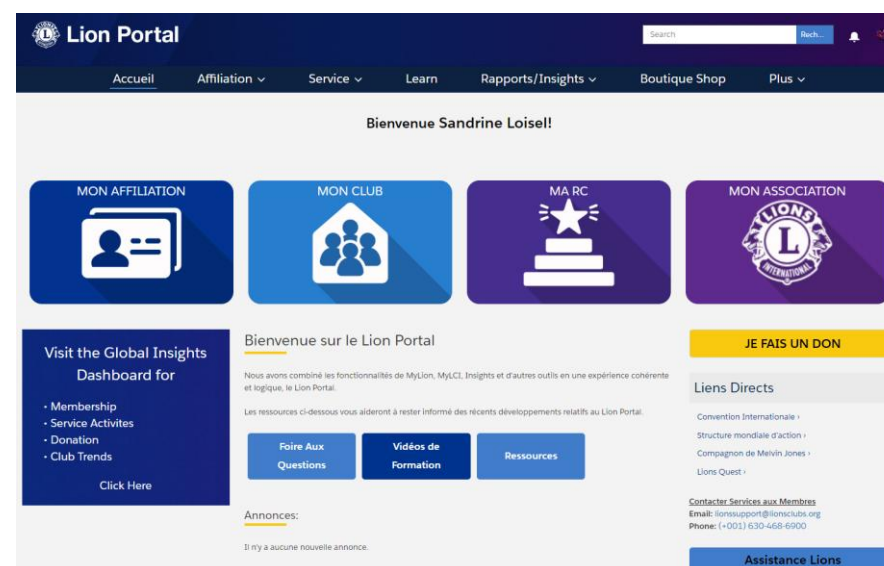 Lion Portal
Search
Rech...
Accueil
Affiliation
Service
Learn
Rapports/Insights
Boutique Shop
Plus
Bienvenue Sandrine Loisel!
MON AFFILIATION
MON CLUB
MA RC
MON ASSOCIATION
LIONS
L
INTERNATIONAL
Visit the Global Insights
Dashboard for
• Membership
• Service Activites
• Donation
• Club Trends
Click Here
Bienvenue sur le Lion Portal
Nous avons combiné les fonctionnalités de MyLion, MyLCI, Insights et d'autres outils en une expérience cohérente
et logique, le Lion Portal.
Les ressources ci-dessous vous aideront à rester informé des récents développements relatifs au Lion Portal.
Foire Aux
Questions
Vidéos de
Formation
Ressources
Annonces:
Il n'y a aucune nouvelle annonce.
JE FAIS UN DON
Liens Directs
Convention Internationale ›
Structure mondiale d'action ›
Compagnon de Melvin Jones ›
Lions Quest ›
Contacter Services aux Membres
Email: lionssupport@lionsclubs.org
Phone: (+001) 630-468-6900
Assistance Lions